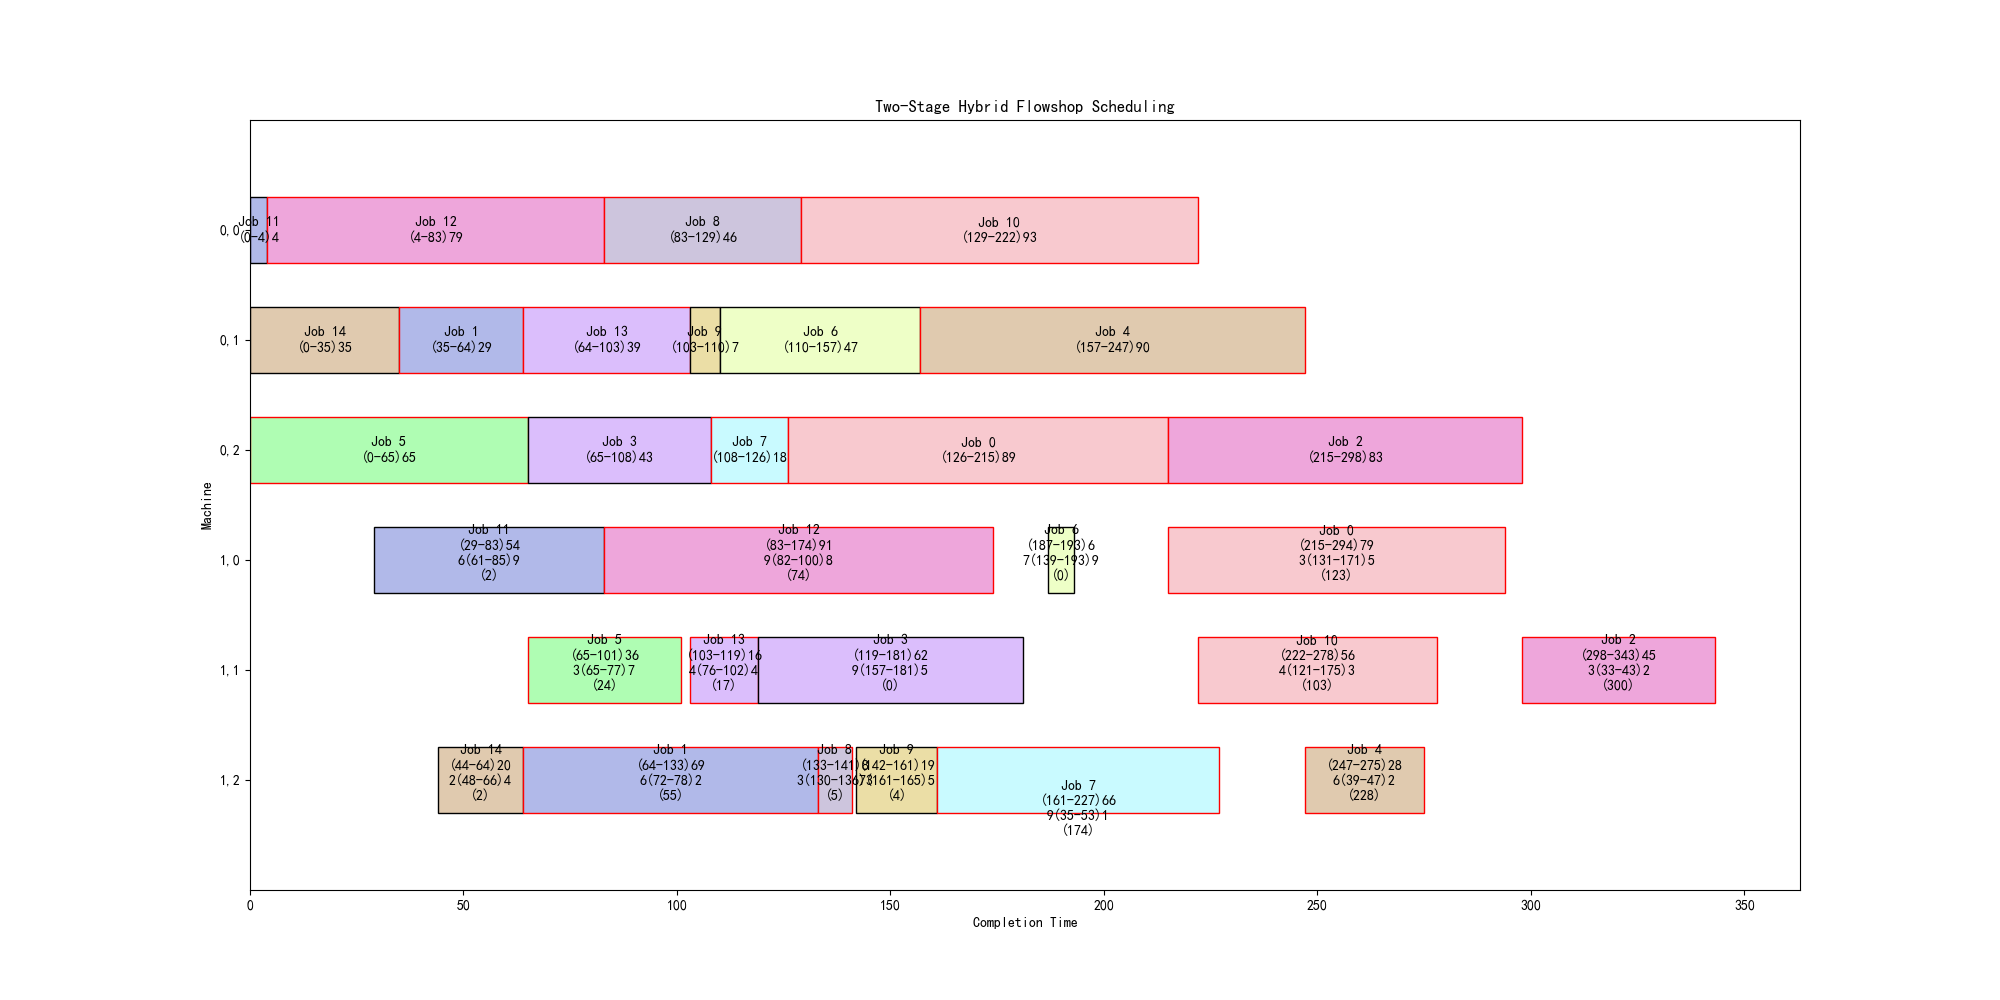 Two-Stage Hybrid Flowshop Scheduling
Machine
0,0
Job 11
(0-4)4
Job 12
(4-83)79
Job 8
(83-129)46
Job 10
(129-222)93
0,1
Job 14
(0-35)35
Job 1
(35-64)29
Job 13
(64-103)39
Job 9
(103-110)7
Job 6
(110-157)47
Job 4
(157-247)90
0,2
Job 5
(0-65)65
Job 3
(65-108)43
Job 7
(108-126)18
Job 0
(126-215)89
Job 2
(215-298)83
1,0
Job 11
(29-83)54
6(61-85)9
(2)
Job 12
(83-174)91
9(82-100)8
(74)
Job 6
(187-193)6
7(139-193)9
(0)
Job 0
(215-294)79
3(131-171)5
(123)
1,1
Job 5
(65-101)36
3(65-77)7
(24)
Job 13
(103-119)16
4(76-102)4
(17)
Job 3
(119-181)62
9(157-181)5
(0)
Job 10
(222-278)56
4(121-175)3
(103)
Job 2
(298-343)45
3(33-43)2
(300)
1,2
Job 14
(44-64)20
2(48-66)4
(2)
Job 1
(64-133)69
6(72-78)2
(55)
Job 8
(133-141)8
(5)
Job 9
(142-161)19
(4)
Job 7
(161-227)66
9(35-53)1
(174)
Job 4
(247-275)28
6(39-47)2
(228)
0
50
100
150
200
250
300
350
Completion Time